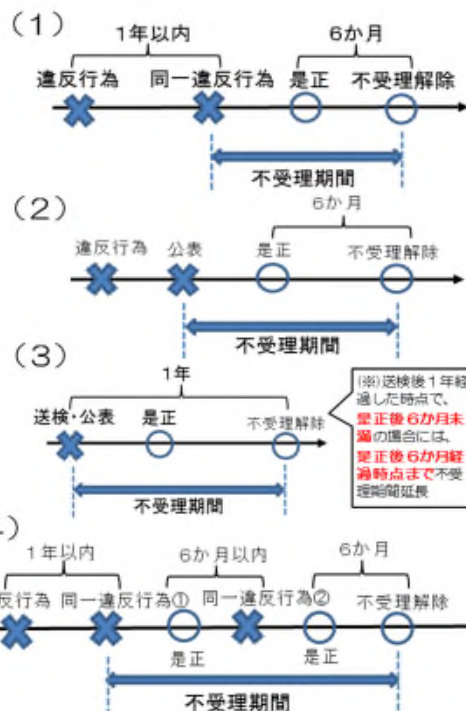 (1)
1年以内
6か月
違反行為 同一違反行為 是正 不受理解除
不受理期間
(2)
6か月
違反行為 公表 是正 不受理解除
不受理期間
(3)
1年
送検・公表 是正 不受理解除
不受理期間
(※)送検後1年経
過した時点で、
是正後6か月未
満の場合には、
是正後6か月経
過時点まで不受
理期間延長
)
1年以内 6か月以内 6か月
反行為 同一違反行為① 同一違反行為② 不受理解除
是正 是正
不受理期間